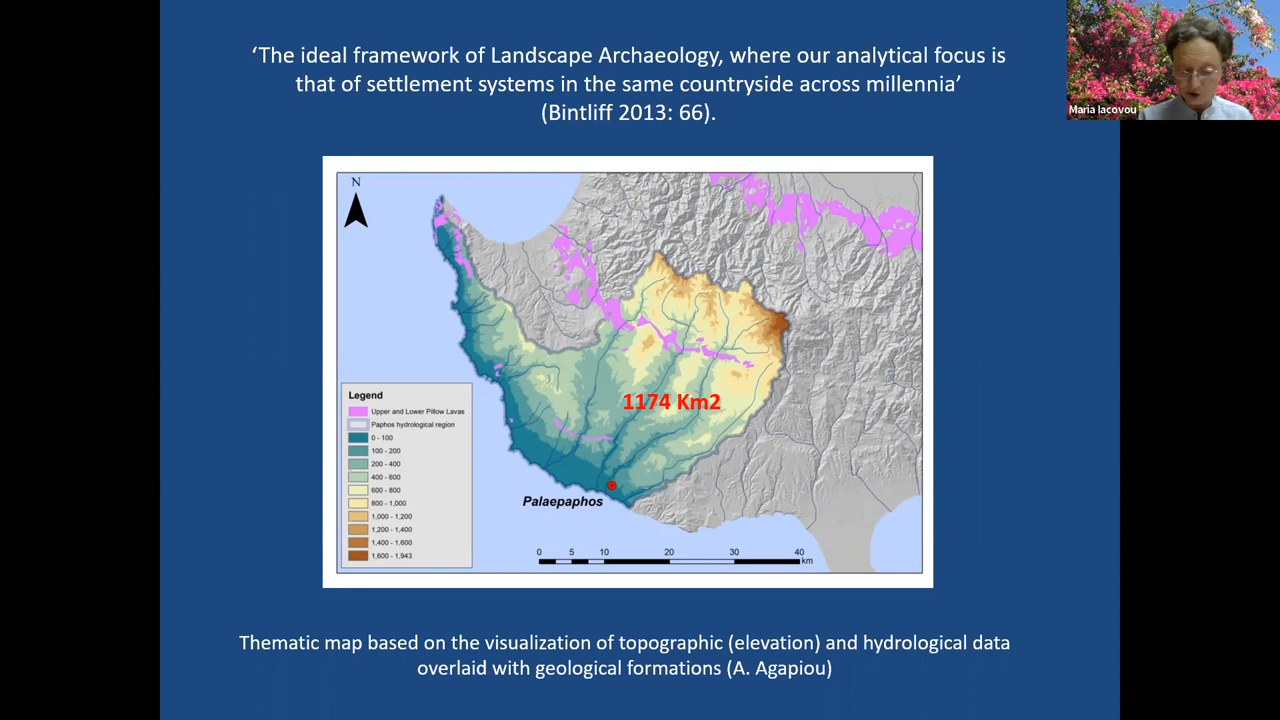 ‘The ideal framework of Landscape Archaeology, where our analytical focus is
that of settlement systems in the same countryside across millennia’
(Bintliff 2013: 66).
Maria Iacovou
N
1174 Km2
Palaepaphos
Legend
Upper and Lower Pillow Lavas
Paphos hydrological region
0 - 100
100 - 200
200 - 400
400 - 600
600 - 800
800 - 1,000
1,000 - 1,200
1,200 - 1,400
1,400 - 1,600
1,600 - 1,943
0 5 10 20 30 40
km
Thematic map based on the visualization of topographic (elevation) and hydrological data
overlaid with geological formations (A. Agapiou)